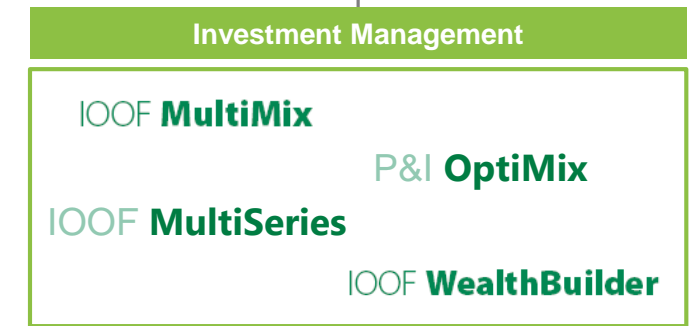 Investment Management
IOOF MultiMix
P&I OptiMix
IOOF MultiSeries
IOOF WealthBuilder